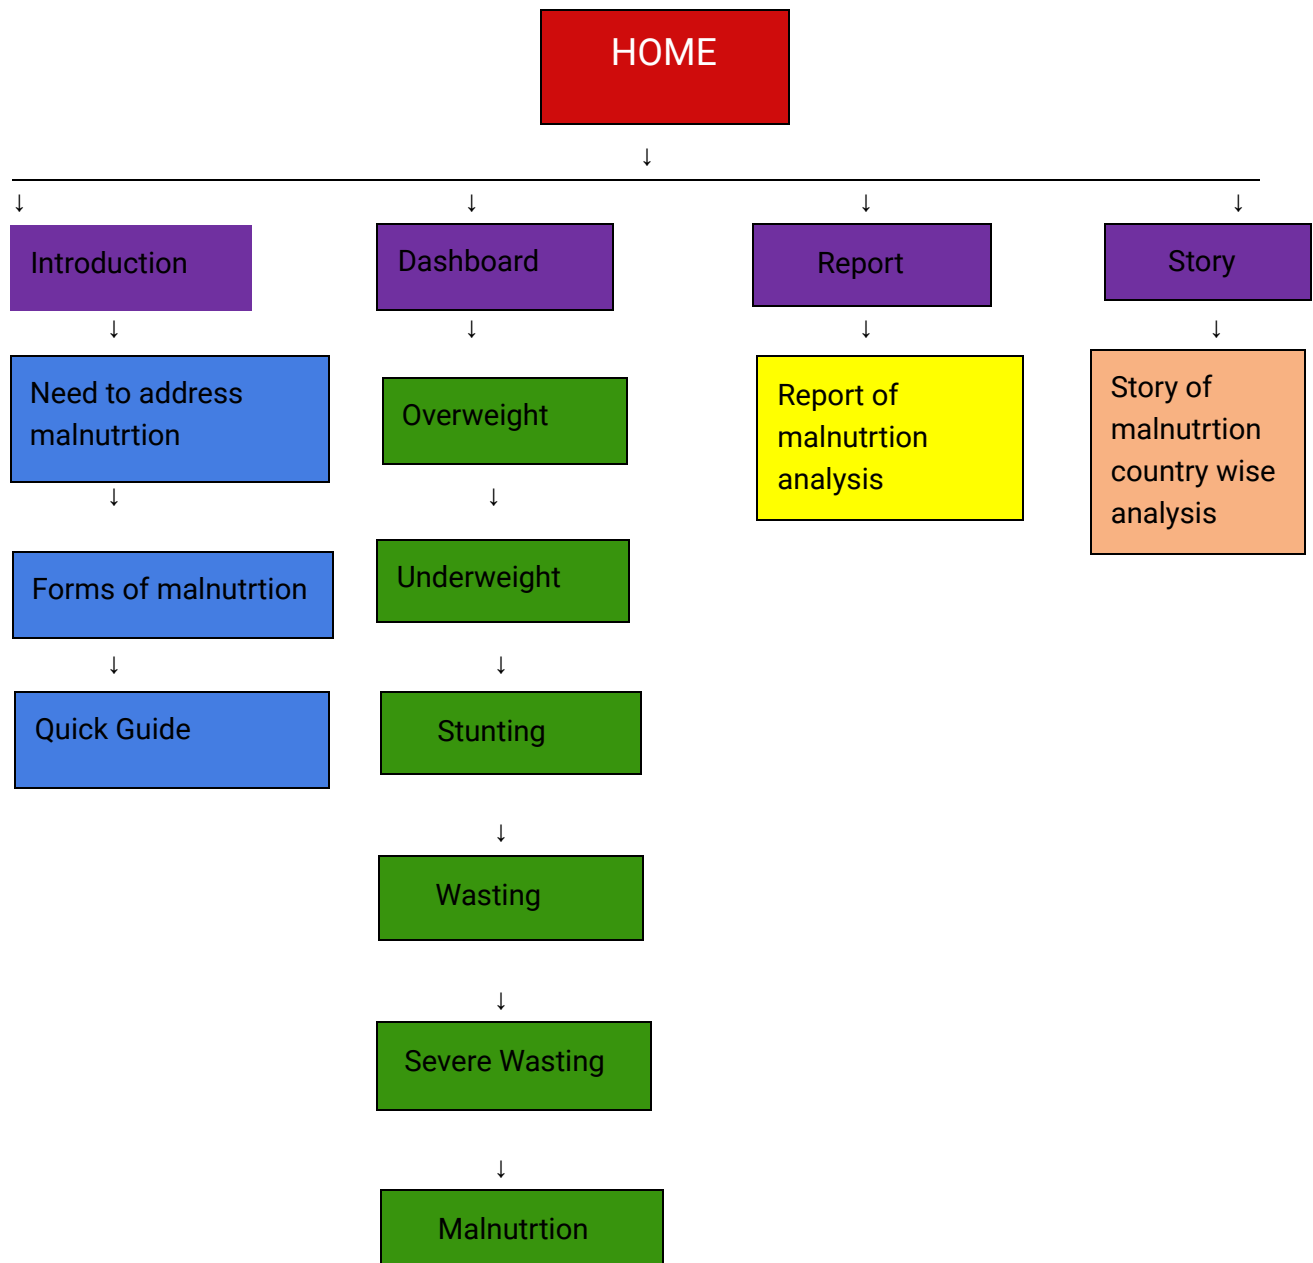 HOME
↓
↓ ↓ ↓ ↓
Introduction
Dashboard
Report
Story
↓ ↓ ↓ ↓
Need to address
malnutrtion
↓
Forms of malnutrtion
↓
Quick Guide
Overweight
↓
Underweight
↓
Stunting
↓
Wasting
↓
Severe Wasting
↓
Malnutrtion
Report of
malnutrtion
analysis
Story of
malnutrtion
country wise
analysis